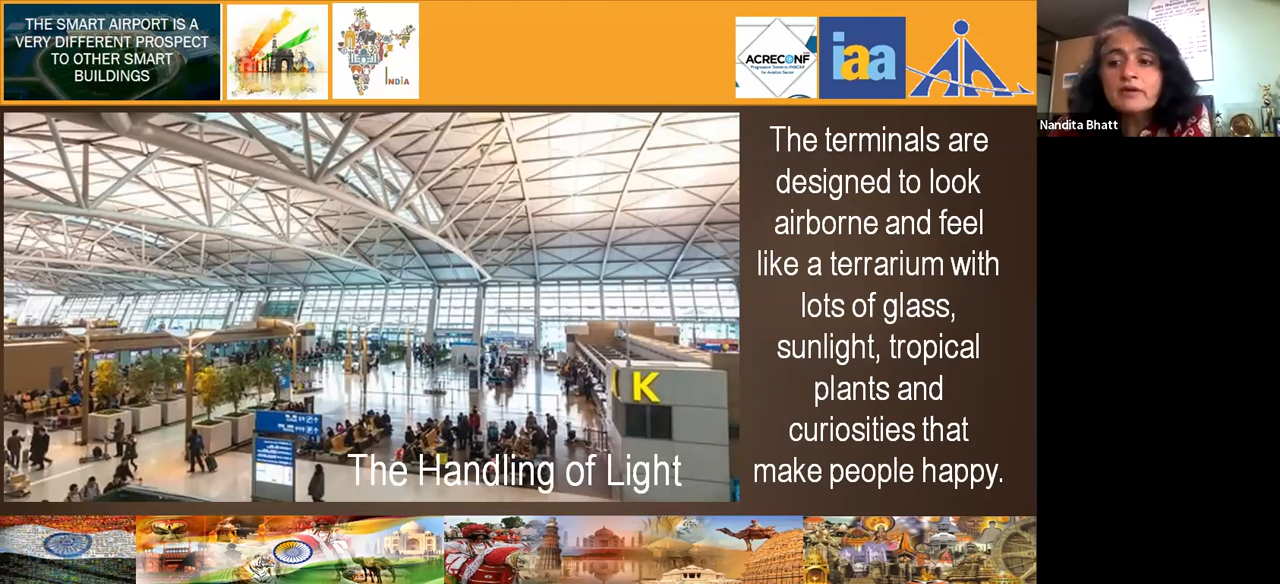 THE SMART AIRPORT IS A
VERY DIFFERENT PROSPECT
TO OTHER SMART
BUILDINGS
INDIA
ACRECONF
iaa
Nandita Bhatt
The terminals are
designed to look
airborne and feel
like a terrarium with
lots of glass,
sunlight, tropical
plants and
curiosities that
make people happy.
K
The Handling of Light